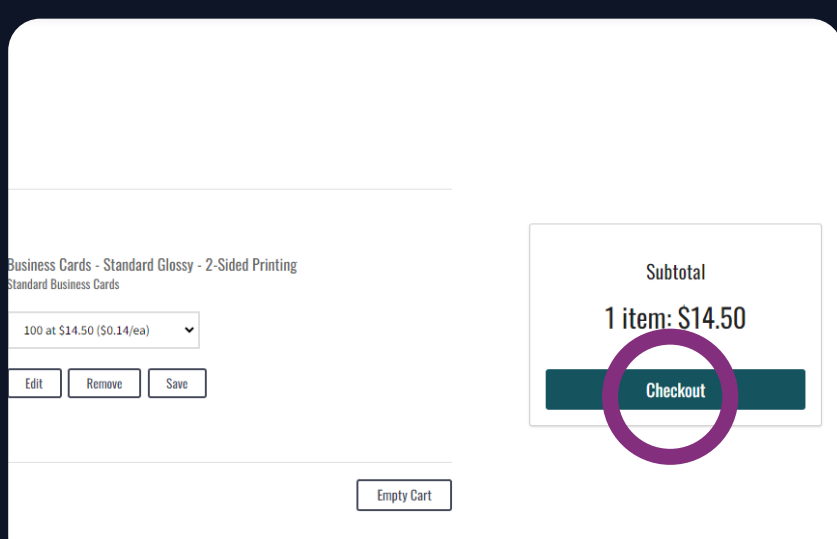 Business Cards - Standard Glossy - 2-Sided Printing
Standard Business Cards
100 at $14.50 ($0.14/ea)
Edit Remove Save
Empty Cart
Subtotal
1 item: $14.50
Checkout